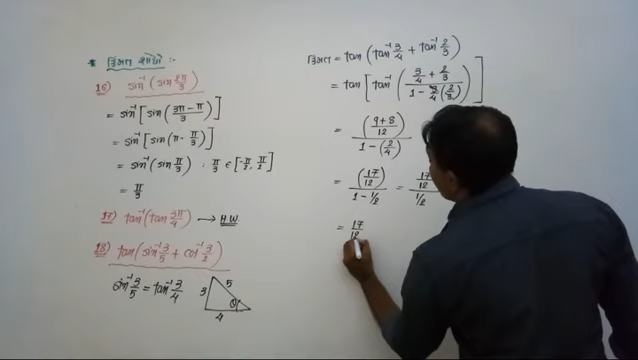 * કિંમત શોધો :-
16) sin⁻¹(sin 2π/3)
= sin⁻¹[sin(3π-π/3)]
= sin⁻¹[sin(π-π/3)]
= sin⁻¹(sin π/3) : π/3 ∈ [-π/2, π/2]
= π/3
17) tan⁻¹(tan 3π/4) → H.W.
18) tan(sin⁻¹ 3/5 + cot⁻¹ 3/2)
sin⁻¹ 3/5 = tan⁻¹ 3/4
3 5 θ
4
કિંમત = tan(tan⁻¹ 3/4 + tan⁻¹ 2/3)
= tan[tan⁻¹((3/4 + 2/3)/(1 - 3/4(2/3)))]
= ((9+8)/12)/(1-(2/4))
= (17/12)/(1-1/2) = (17/12)/(1/2)
= 17/12